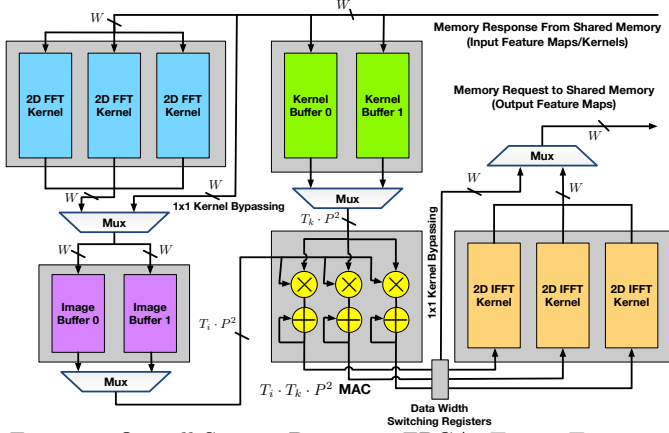 W
W
Memory Response From Shared Memory
(Input Feature Maps/Kernels)
2D FFT
Kernel
2D FFT
Kernel
2D FFT
Kernel
Kernel
Buffer 0
Kernel
Buffer 1
Memory Request to Shared Memory
(Output Feature Maps)
W
Mux
W
W
W
W
1x1 Kernel Bypassing
Mux
Mux
T_k · P^2
W
W
1x1 Kernel Bypassing
Image
Buffer 0
Image
Buffer 1
T_i · P^2
2D IFFT
Kernel
2D IFFT
Kernel
2D IFFT
Kernel
Mux
T_i · T_k · P^2 MAC
Data Width
Switching Registers